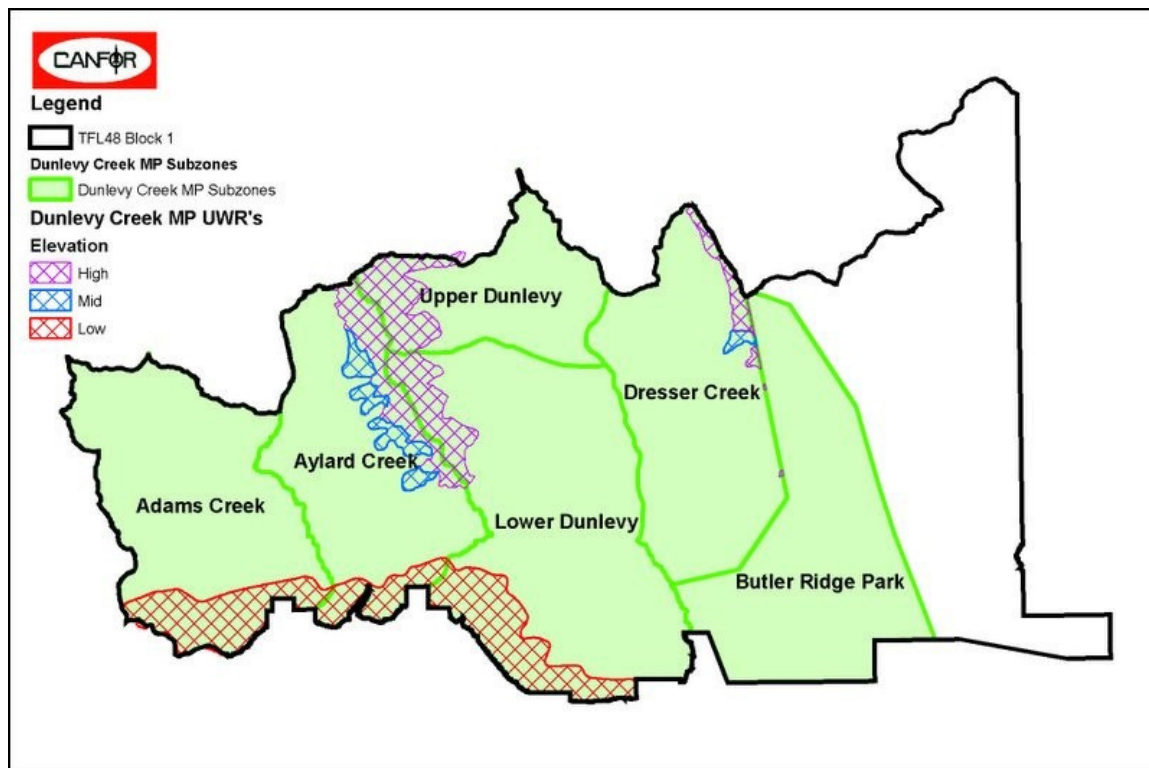 CANFOR
Legend
TFL48 Block 1
Dunlevy Creek MP Subzones
Dunlevy Creek MP Subzones
Dunlevy Creek MP UWR's
Elevation
High
Mid
Low
Upper Dunlevy
Dresser Creek
Aylard Creek
Adams Creek
Lower Dunlevy
Butler Ridge Park